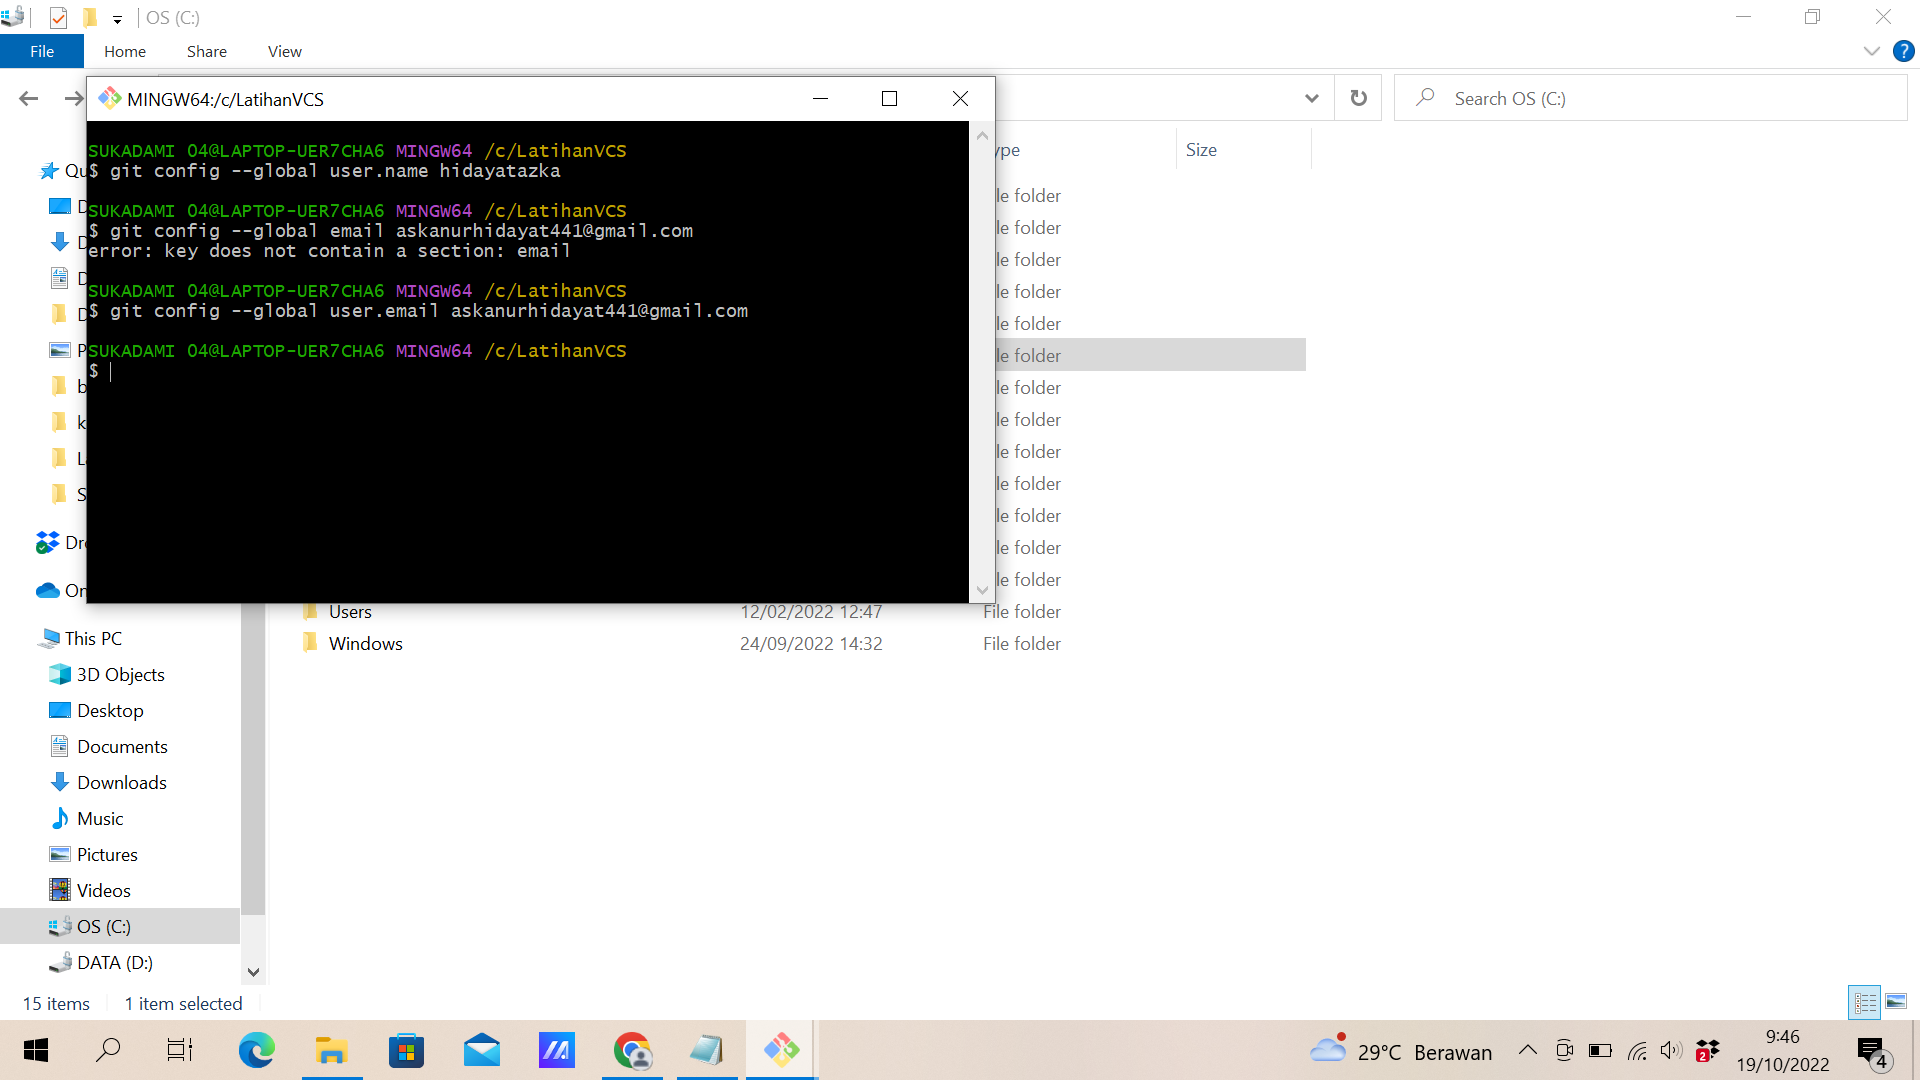 OS (C:)
File Home Share View
MINGW64:/c/LatihanVCS
Search OS (C:)
SUKADAMI 04@LAPTOP-UER7CHA6 MINGW64 /c/LatihanVCS
$ git config --global user.name hidayatazka
SUKADAMI 04@LAPTOP-UER7CHA6 MINGW64 /c/LatihanVCS
$ git config --global email askanurhidayat441@gmail.com
error: key does not contain a section: email
SUKADAMI 04@LAPTOP-UER7CHA6 MINGW64 /c/LatihanVCS
$ git config --global user.email askanurhidayat441@gmail.com
SUKADAMI 04@LAPTOP-UER7CHA6 MINGW64 /c/LatihanVCS
$
ype Size
le folder
le folder
le folder
le folder
le folder
le folder
le folder
le folder
le folder
le folder
le folder
le folder
le folder
Users 12/02/2022 12:47 File folder
Windows 24/09/2022 14:32 File folder
Qu
D
D
D
D
P
b
k
L
S
Dr
On
This PC
3D Objects
Desktop
Documents
Downloads
Music
Pictures
Videos
OS (C:)
DATA (D:)
15 items 1 item selected
29°C Berawan
2
9:46
19/10/2022
4